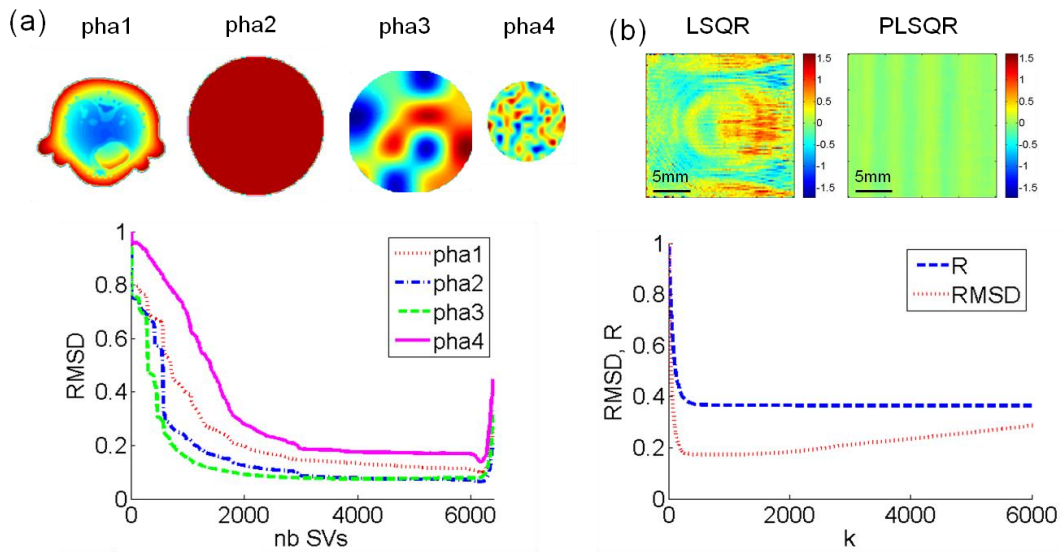 (a)
pha1 pha2 pha3 pha4
RMSD
1
0.8
0.6
0.4
0.2
0
0 2000 4000 6000
nb SVs
pha1
pha2
pha3
pha4
(b)
LSQR PLSQR
5mm
1.5
1
0.5
0
-0.5
-1
-1.5
5mm
1.5
1
0.5
0
-0.5
-1
-1.5
RMSD, R
1
0.8
0.6
0.4
0.2
0
0 2000 4000 6000
k
R
RMSD